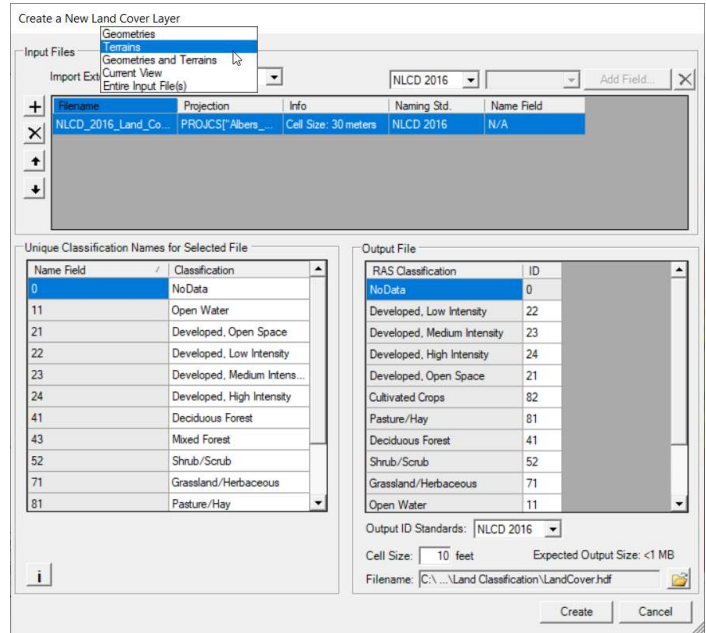 Create a New Land Cover Layer
Geometries
Terrains
Geometries and Terrains
Current View
Entire Input File(s)
Input Files
Import Ext
NLCD 2016
Add Field...
Filename Projection Info Naming Std. Name Field
NLCD_2016_Land_Co... PROJCS["Albers_... Cell Size: 30 meters NLCD 2016 N/A
Unique Classification Names for Selected File
Name Field Classification
0 NoData
11 Open Water
21 Developed, Open Space
22 Developed, Low Intensity
23 Developed, Medium Intens...
24 Developed, High Intensity
41 Deciduous Forest
43 Mixed Forest
52 Shrub/Scrub
71 Grassland/Herbaceous
81 Pasture/Hay
i
Output File
RAS Classification ID
NoData 0
Developed, Low Intensity 22
Developed, Medium Intensity 23
Developed, High Intensity 24
Developed, Open Space 21
Cultivated Crops 82
Pasture/Hay 81
Deciduous Forest 41
Shrub/Scrub 52
Grassland/Herbaceous 71
Open Water 11
Output ID Standards: NLCD 2016
Cell Size: 10 feet Expected Output Size: <1 MB
Filename: C:\ ...\Land Classification\LandCover.hdf
Create Cancel